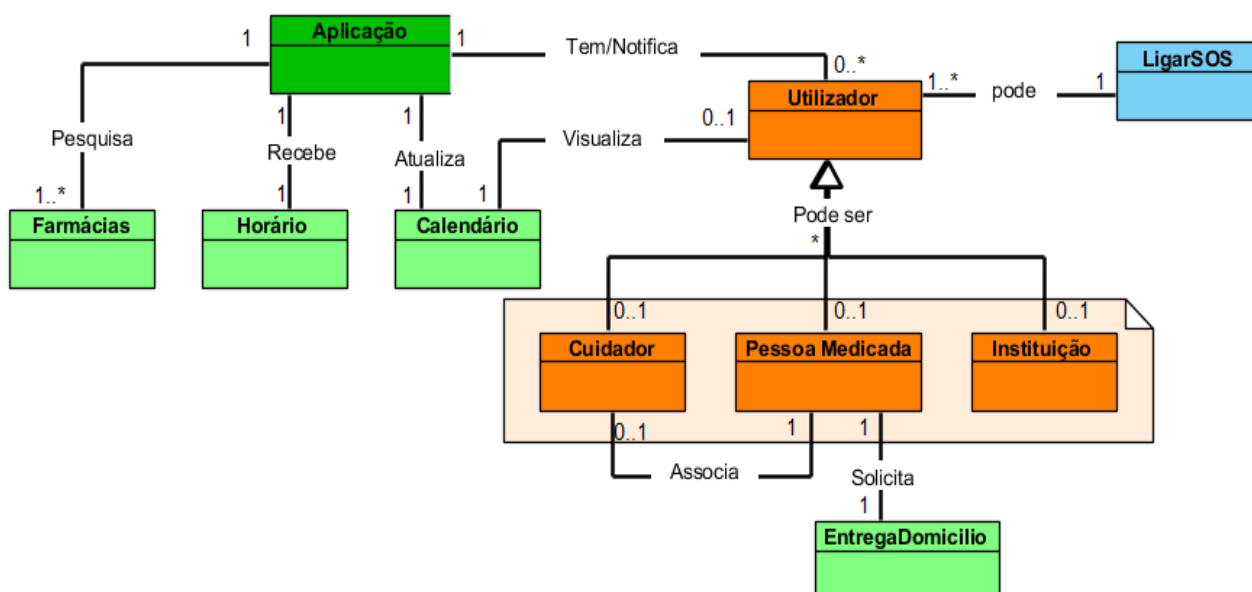 Aplicação
1
1
Tem/Notifica
0..*
LigarSOS
1..*
pode
1
Utilizador
1
1
0..1
Visualiza
Pesquisa
Recebe
Atualiza
1..*
1
1
1
Farmácias
Horário
Calendário
Pode ser
*
0..1
0..1
0..1
Cuidador
Pessoa Medicada
Instituição
0..1
1
1
Associa
Solicita
1
EntregaDomicilio